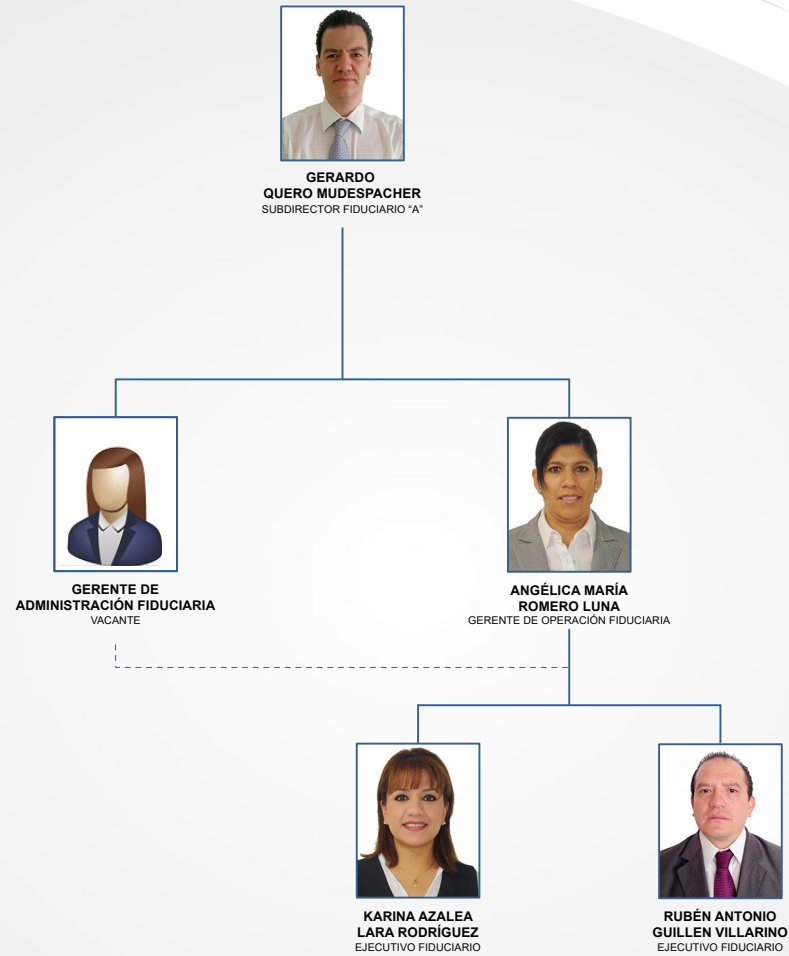 GERARDO
QUERO MUDESPACHER
SUBDIRECTOR FIDUCIARIO “A”
GERENTE DE
ADMINISTRACIÓN FIDUCIARIA
VACANTE
ANGÉLICA MARÍA
ROMERO LUNA
GERENTE DE OPERACIÓN FIDUCIARIA
KARINA AZALEA
LARA RODRÍGUEZ
EJECUTIVO FIDUCIARIO
RUBÉN ANTONIO
GUILLEN VILLARINO
EJECUTIVO FIDUCIARIO